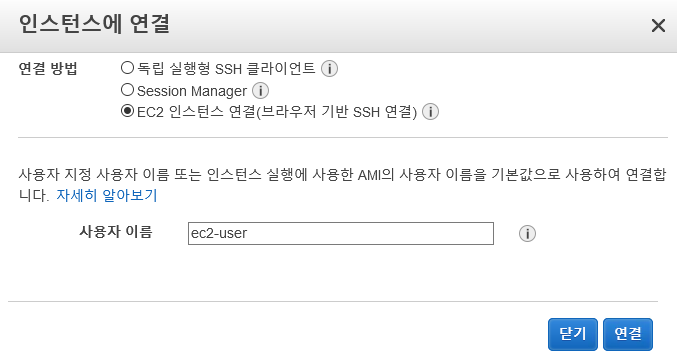 인스턴스에 연결
연결 방법
독립 실행형 SSH 클라이언트
Session Manager
EC2 인스턴스 연결(브라우저 기반 SSH 연결)
사용자 지정 사용자 이름 또는 인스턴스 실행에 사용한 AMI의 사용자 이름을 기본값으로 사용하여 연결합
니다. 자세히 알아보기
사용자 이름 ec2-user
닫기 연결